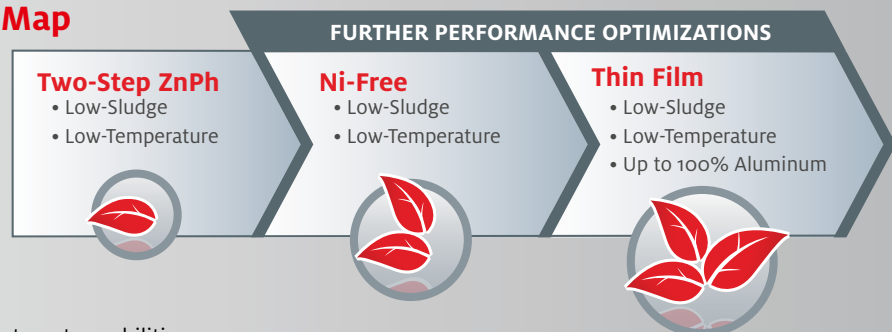 Map
FURTHER PERFORMANCE OPTIMIZATIONS
Two-Step ZnPh
• Low-Sludge
• Low-Temperature
Ni-Free
• Low-Sludge
• Low-Temperature
Thin Film
• Low-Sludge
• Low-Temperature
• Up to 100% Aluminum